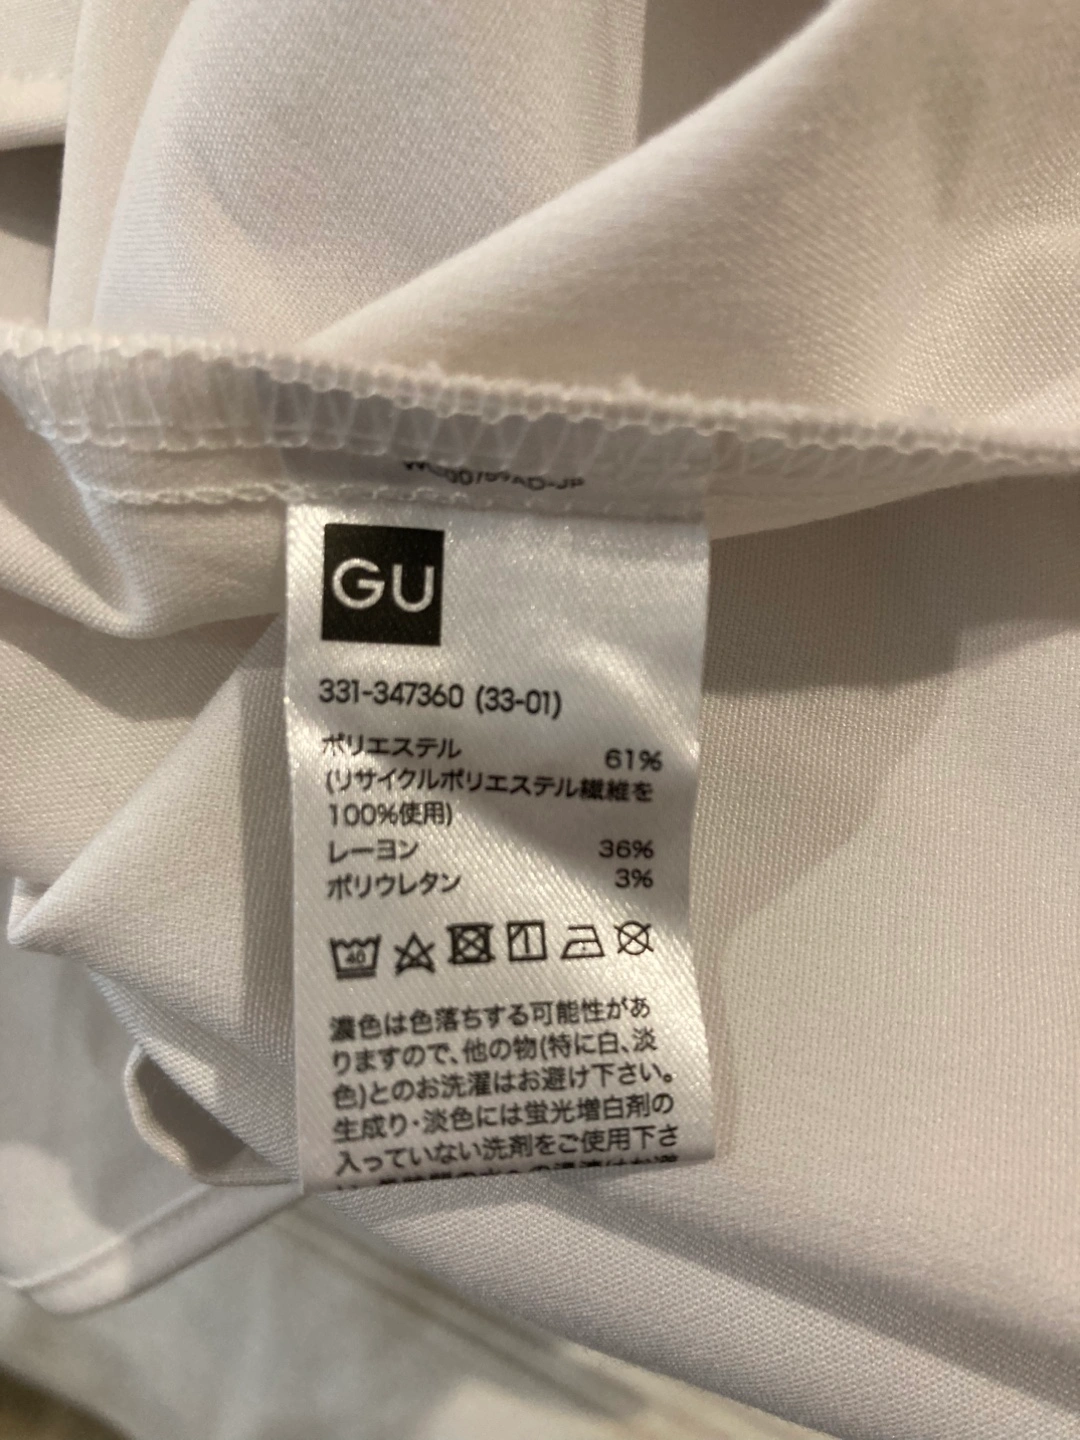 GU
331-347360 (33-01)
ポリエステル 61%
(リサイクルポリエステル繊維を
100%使用)
レーヨン 36%
ポリウレタン 3%
40
濃色は色落ちする可能性があ
りますので､他の物(特に白､淡
色)とのお洗濯はお避け下さい｡
生成り･淡色には蛍光増白剤の
入っていない洗剤をご使用下さ